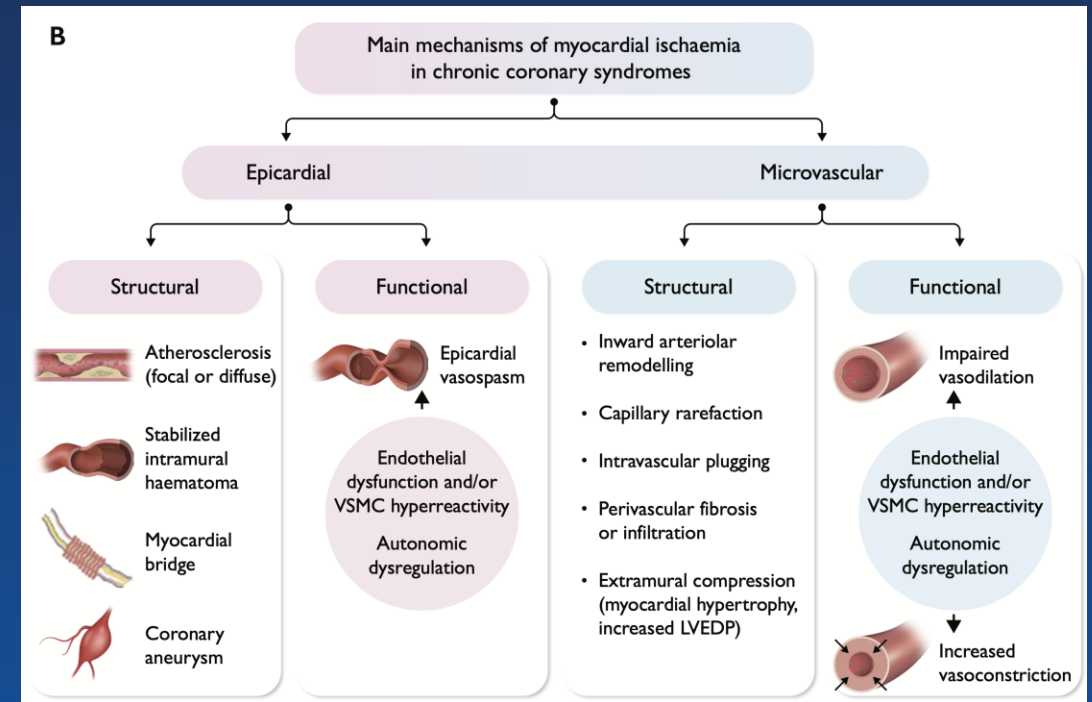 B
Main mechanisms of myocardial ischaemia
in chronic coronary syndromes
Epicardial
Microvascular
Structural
Atherosclerosis
(focal or diffuse)
Stabilized
intramural
haematoma
Myocardial
bridge
Coronary
aneurysm
Functional
Epicardial
vasospasm
Endothelial
dysfunction and/or
VSMC hyperreactivity
Autonomic
dysregulation
Structural
• Inward arteriolar
remodelling
• Capillary rarefaction
• Intravascular plugging
• Perivascular fibrosis
or infiltration
• Extramural compression
(myocardial hypertrophy,
increased LVEDP)
Functional
Impaired
vasodilation
Endothelial
dysfunction and/or
VSMC hyperreactivity
Autonomic
dysregulation
Increased
vasoconstriction